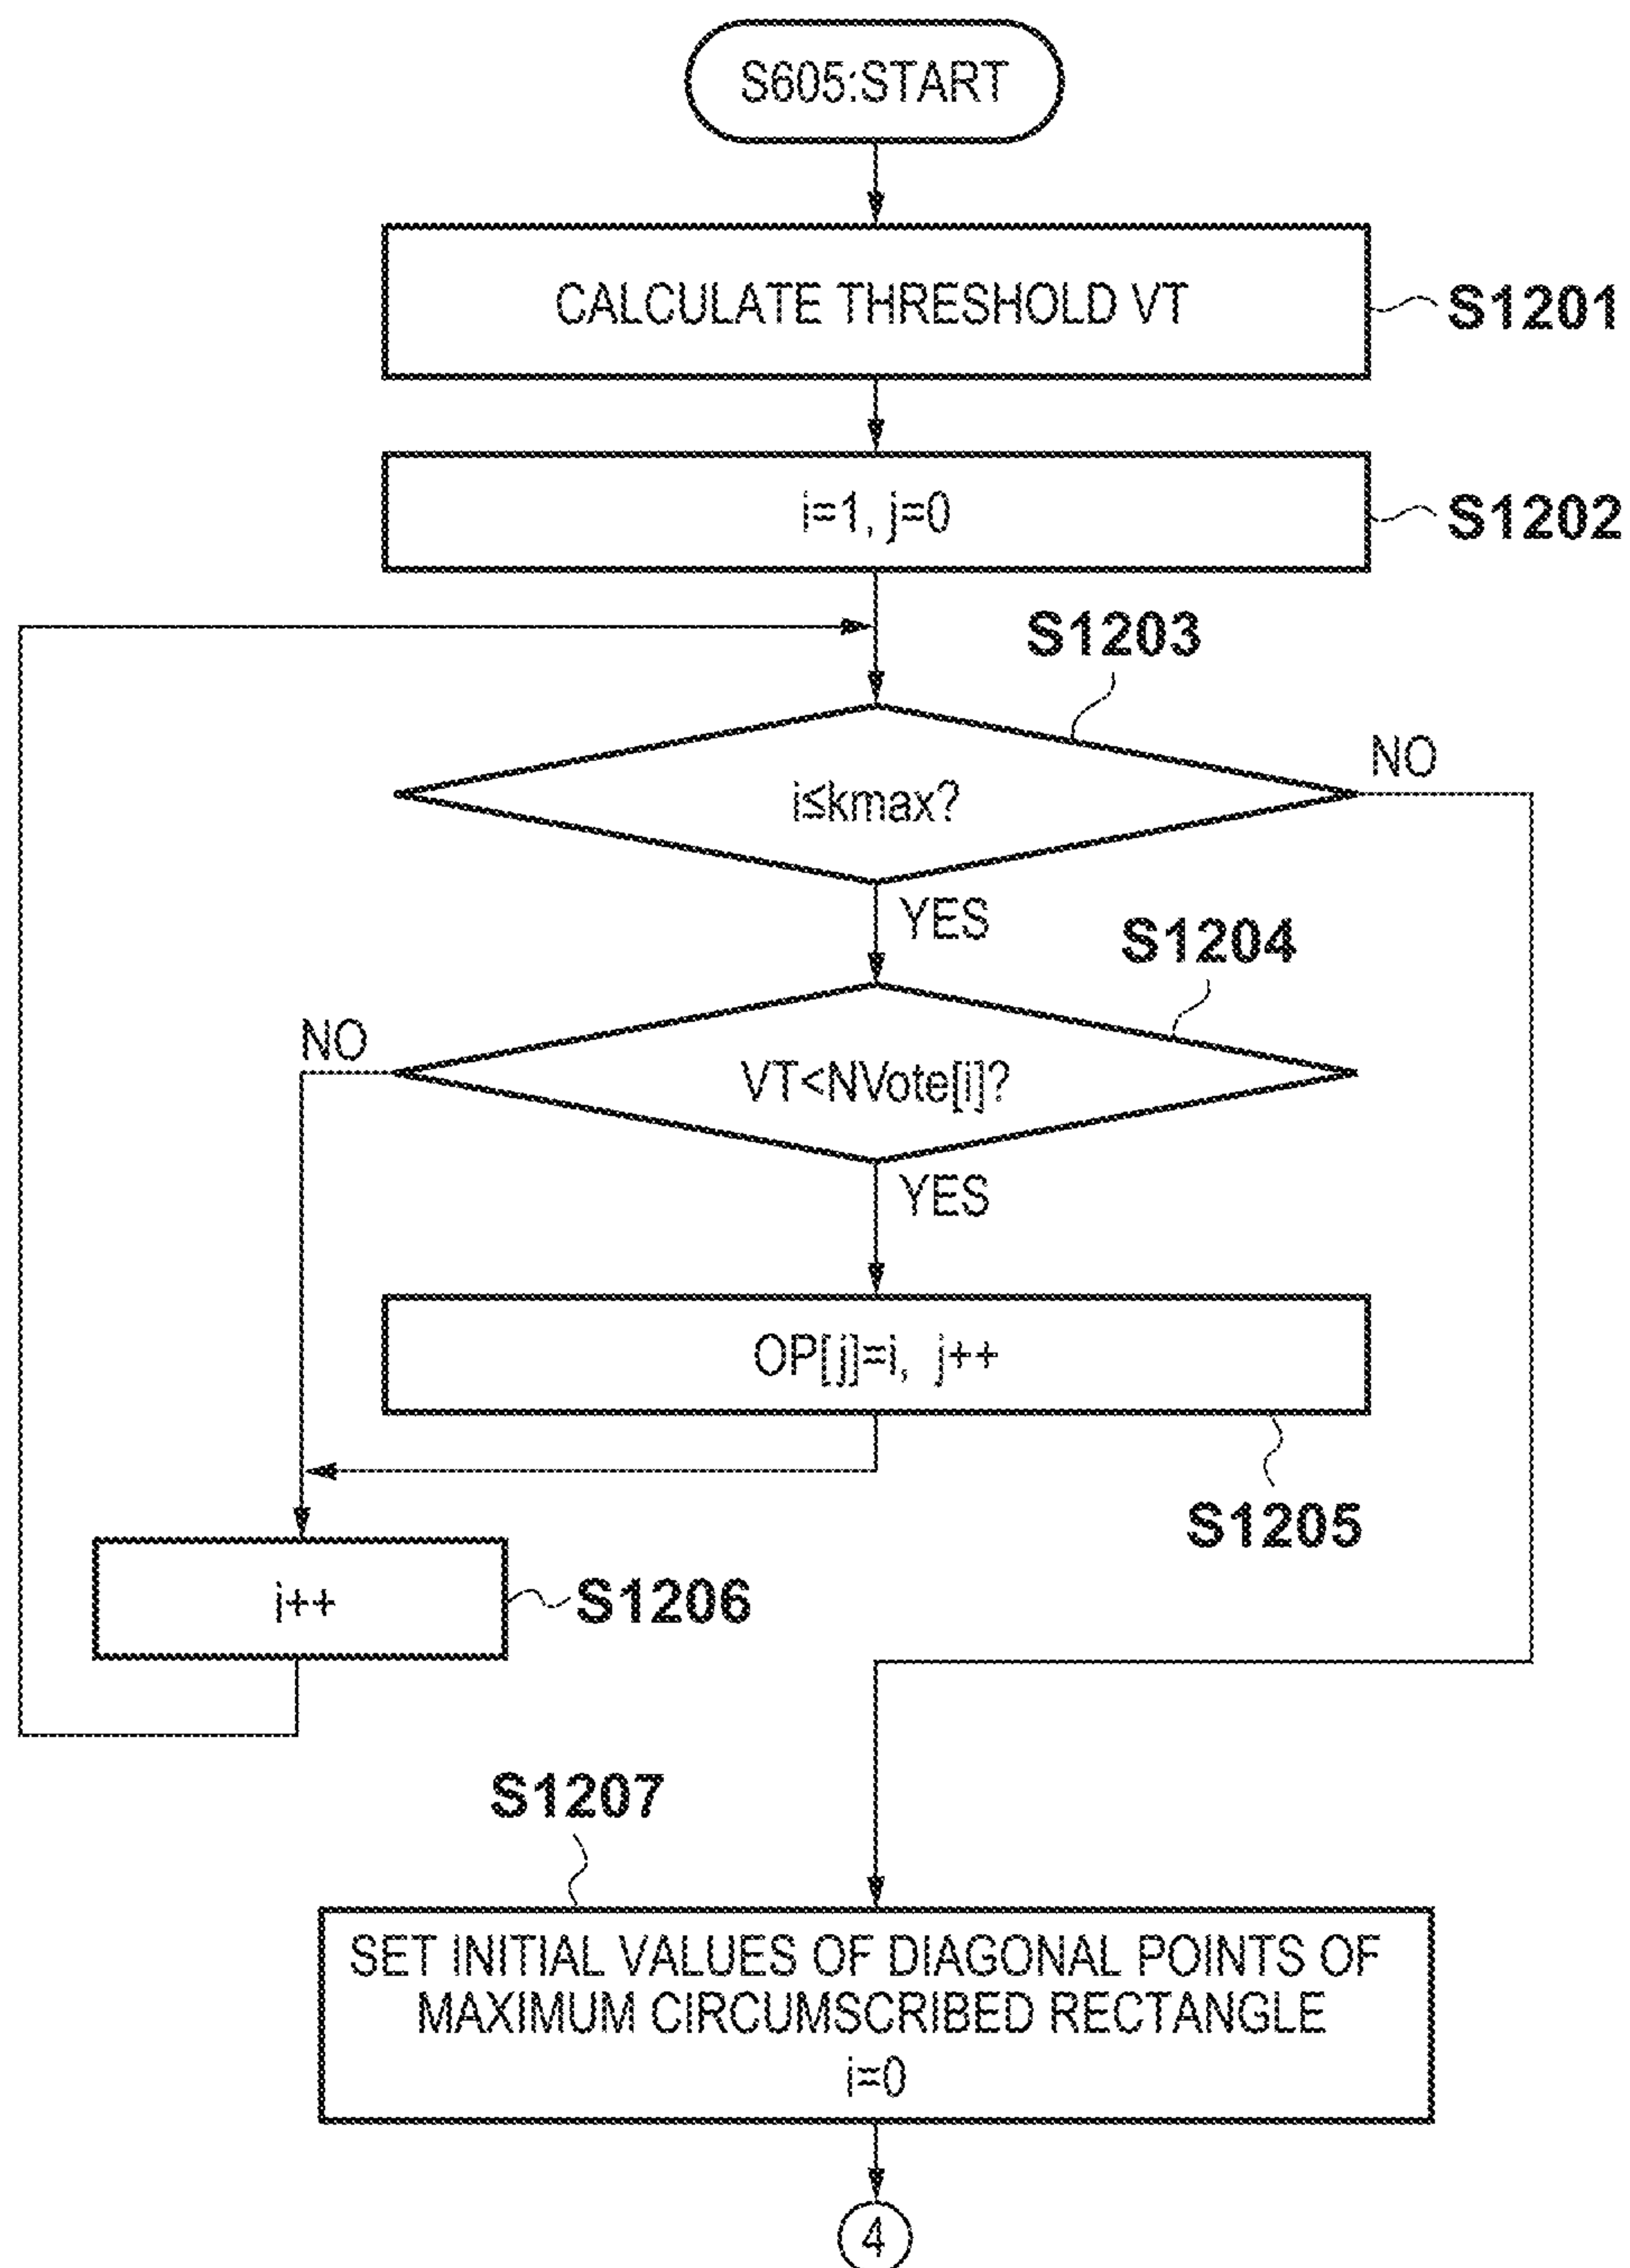 S605:START
CALCULATE THRESHOLD VT
S1201
i=1, j=0
S1202
S1203
i≤kmax?
NO
YES
S1204
NO
VT<NVote[i]?
YES
OP[j]=i, j++
S1205
i++
S1206
S1207
SET INITIAL VALUES OF DIAGONAL POINTS OF
MAXIMUM CIRCUMSCRIBED RECTANGLE
i=0
4